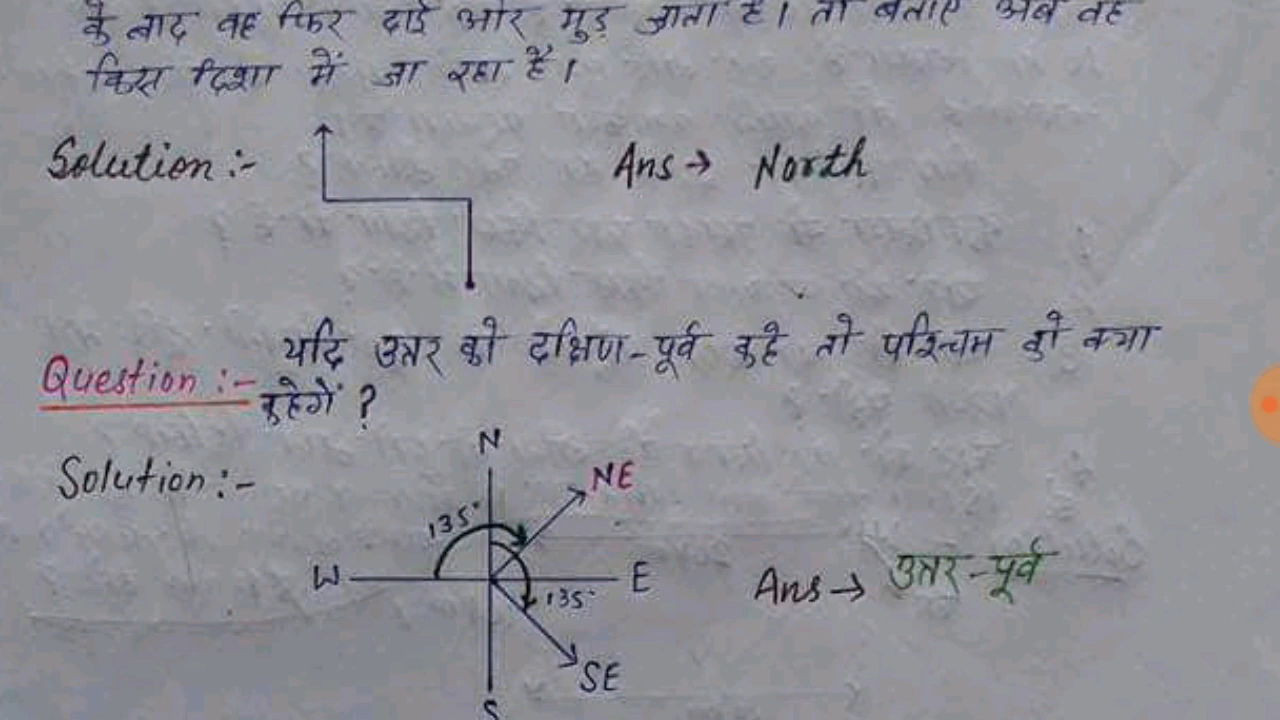 के बाद वह फिर दाईं ओर मुड़ जाता है। तो बताएं अब वह
किस दिशा में जा रहा है।
Solution :-
Ans → North
Question :- यदि उत्तर को दक्षिण-पूर्व कहे तो पश्चिम को क्या
कहेगें ?
Solution :-
N
NE
135°
W
E
135°
SE
S
Ans → उत्तर-पूर्व